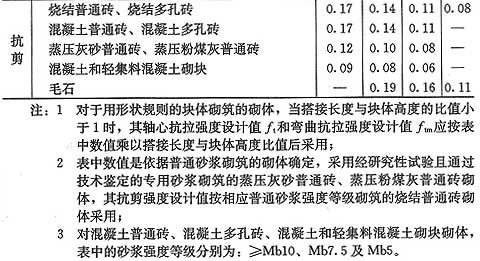 抗剪
烧结普通砖、烧结多孔砖 0.17 0.14 0.11 0.08
混凝土普通砖、混凝土多孔砖 0.17 0.14 0.11 —
蒸压灰砂普通砖、蒸压粉煤灰普通砖 0.12 0.10 0.08 —
混凝土和轻集料混凝土砌块 0.09 0.08 0.06 —
毛石 — 0.19 0.16 0.11
注：1 对于用形状规则的块体砌筑的砌体，当搭接长度与块体高度的比值小
于1时，其轴心抗拉强度设计值 ft和弯曲抗拉强度设计值 ftm应按表
中数值乘以搭接长度与块体高度比值后采用；
2 表中数值是依据普通砂浆砌筑的砌体确定，采用经研究性试验且通过
技术鉴定的专用砂浆砌筑的蒸压灰砂普通砖、蒸压粉煤灰普通砖砌
体，其抗剪强度设计值按相应普通砂浆强度等级砌筑的烧结普通砖砌
体采用；
3 对混凝土普通砖、混凝土多孔砖、混凝土和轻集料混凝土砌块砌体，
表中的砂浆强度等级分别为：≥Mb10、Mb7.5及Mb5。